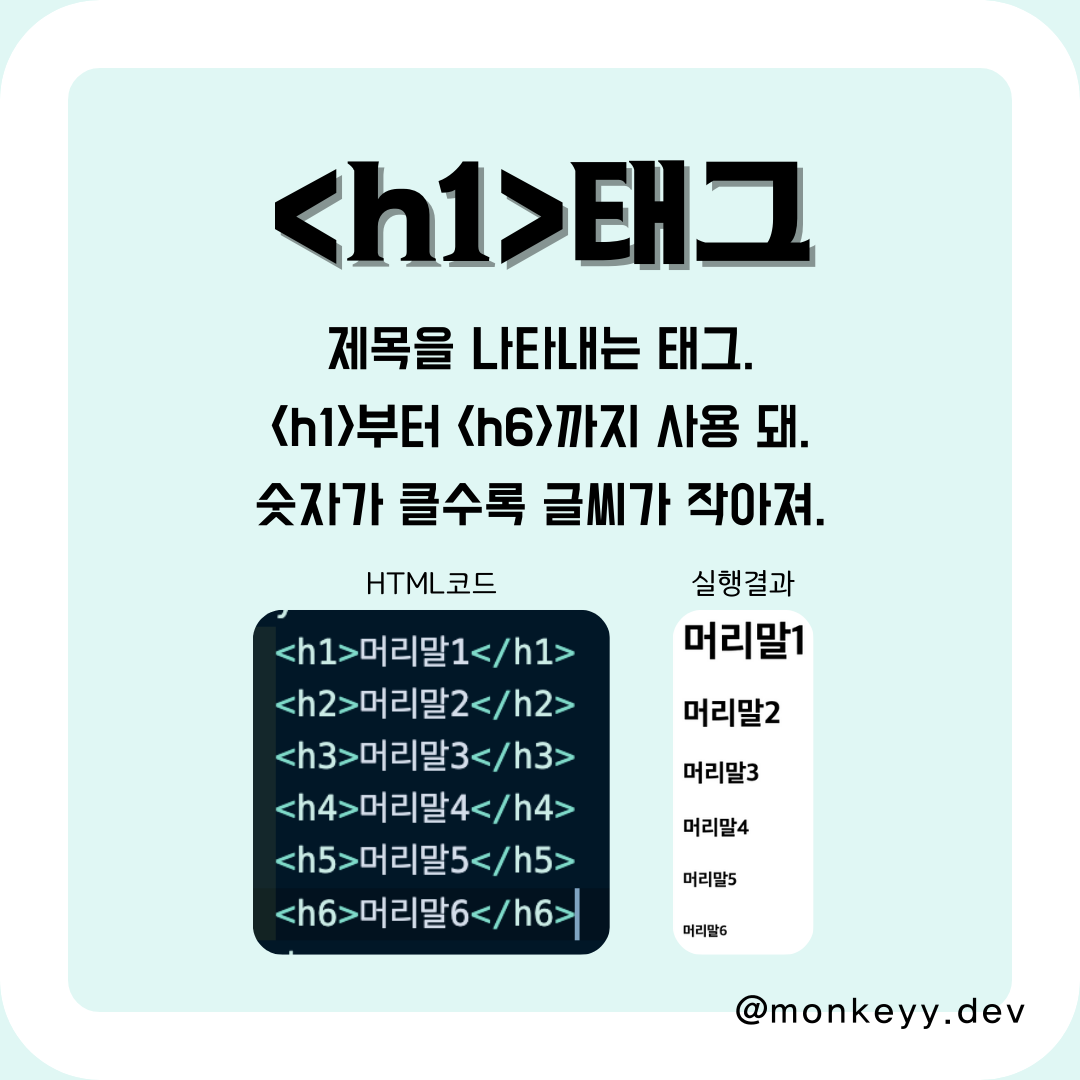 <h1>태그
제목을 나타내는 태그.
<h1>부터 <h6>까지 사용 돼.
숫자가 클수록 글씨가 작아져.
HTML코드
<h1>머리말1</h1>
<h2>머리말2</h2>
<h3>머리말3</h3>
<h4>머리말4</h4>
<h5>머리말5</h5>
<h6>머리말6</h6>
실행결과
머리말1
머리말2
머리말3
머리말4
머리말5
머리말6
@monkeyy.dev